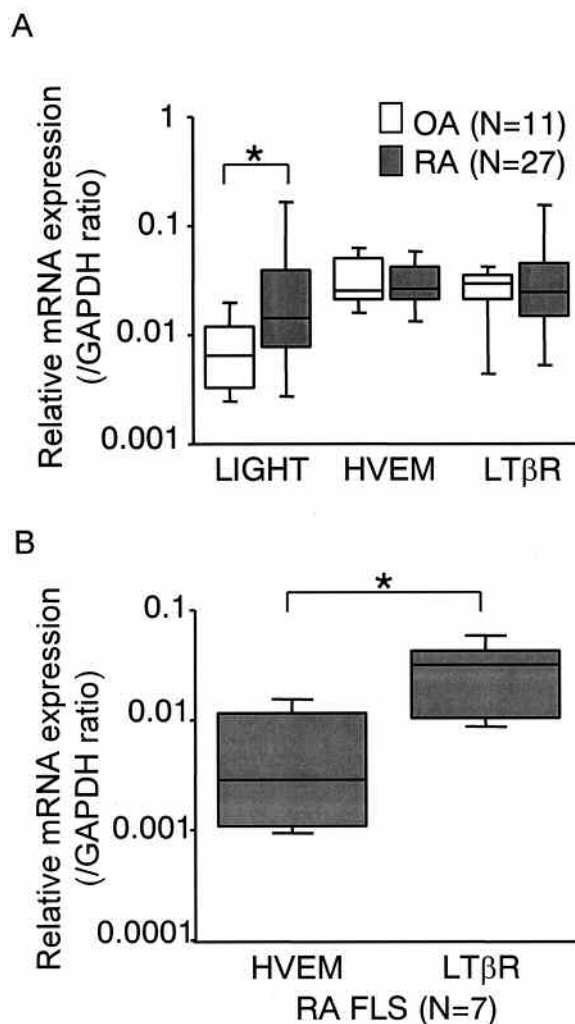 A
Relative mRNA expression
(/GAPDH ratio)
1
0.1
0.01
0.001
OA (N=11)
RA (N=27)
*
LIGHT HVEM LTβR
B
Relative mRNA expression
(/GAPDH ratio)
0.1
0.01
0.001
0.0001
*
HVEM LTβR
RA FLS (N=7)